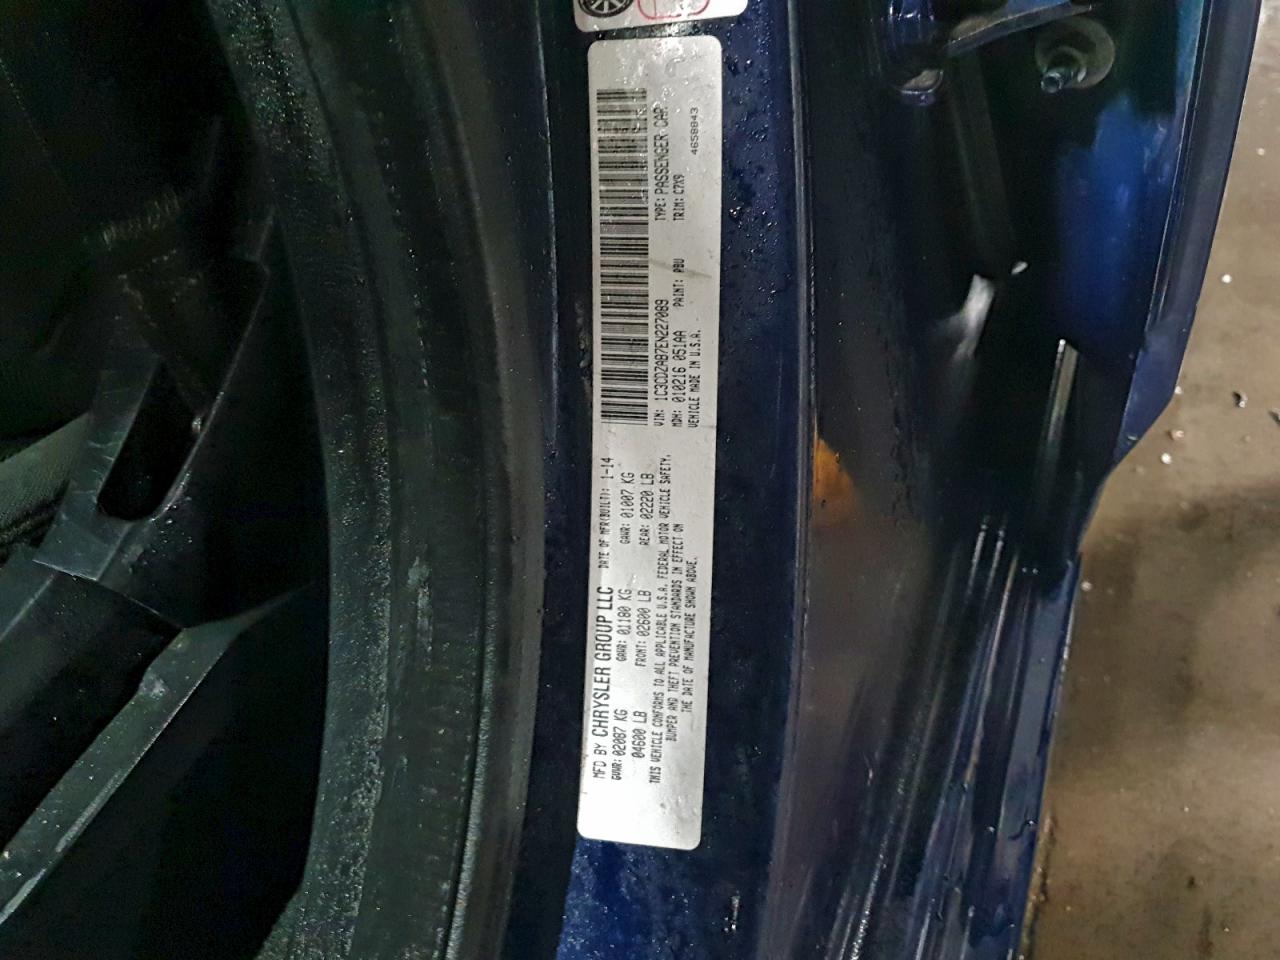 MFD BY CHRYSLER GROUP LLC DATE OF MFR(BUILT): 1-14
GVWR: 02087 KG GAWR: 01180 KG GAWR: 01007 KG
04600 LB FRONT: 02600 LB REAR: 02220 LB
THIS VEHICLE CONFORMS TO ALL APPLICABLE U.S.A. FEDERAL MOTOR VEHICLE SAFETY,
BUMPER AND THEFT PREVENTION STANDARDS IN EFFECT ON
THE DATE OF MANUFACTURE SHOWN ABOVE.
VIN: 1C3CDZAB7EN227089 TYPE: PASSENGER CAR
MDH: 010216 051AA PAINT: PBU TRIM: C7X9
VEHICLE MADE IN U.S.A. 4658843